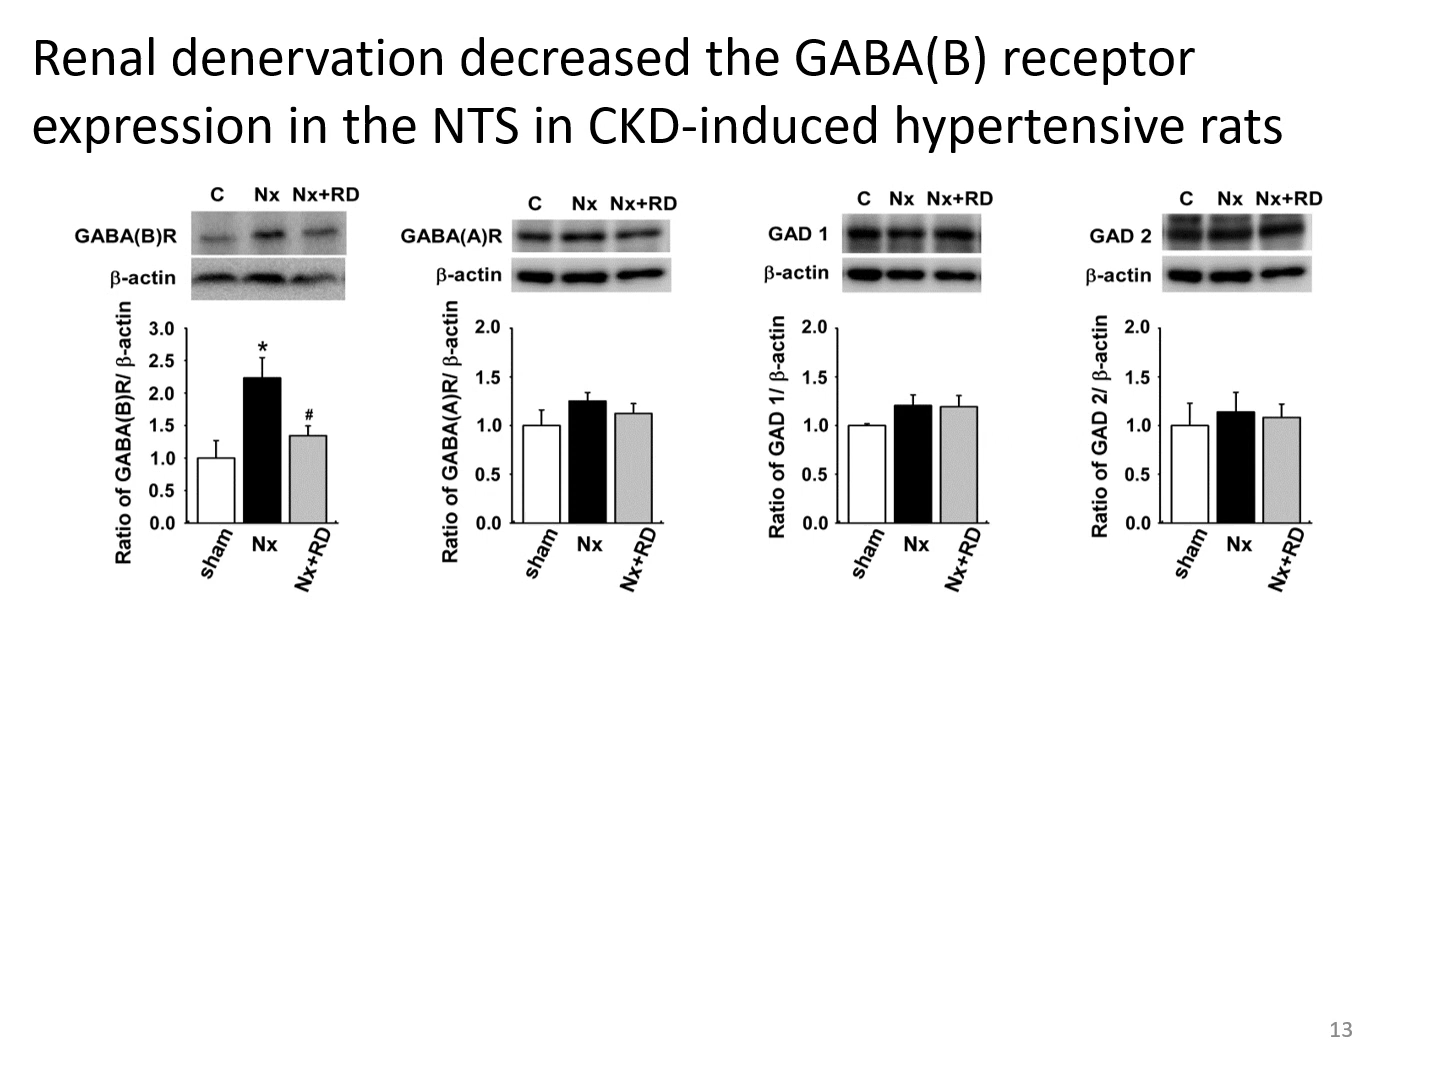 Renal denervation decreased the GABA(B) receptor
expression in the NTS in CKD-induced hypertensive rats
C Nx Nx+RD
GABA(B)R
β-actin
Ratio of GABA(B)R/ β-actin
3.0
2.5
2.0
1.5
1.0
0.5
0.0
*
#
sham
Nx
Nx+RD
C Nx Nx+RD
GABA(A)R
β-actin
Ratio of GABA(A)R/ β-actin
2.0
1.5
1.0
0.5
0.0
sham
Nx
Nx+RD
C Nx Nx+RD
GAD 1
β-actin
Ratio of GAD 1/ β-actin
2.0
1.5
1.0
0.5
0.0
sham
Nx
Nx+RD
C Nx Nx+RD
GAD 2
β-actin
Ratio of GAD 2/ β-actin
2.0
1.5
1.0
0.5
0.0
sham
Nx
Nx+RD
13